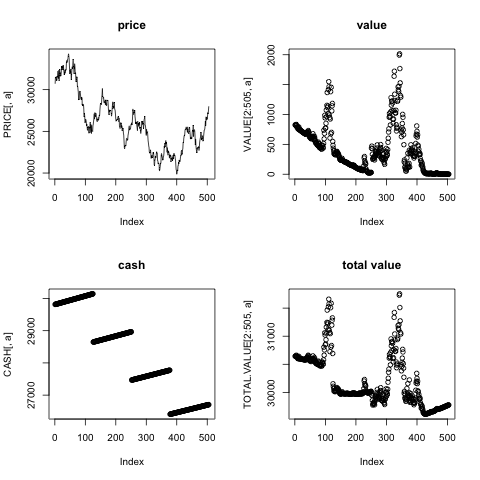 price
PRICE[, a]
20000
25000
30000
0
100
200
300
400
500
Index
value
VALUE[2:505, a]
0
500
1000
2000
0
100
200
300
400
500
Index
cash
CASH[, a]
27000
29000
0
100
200
300
400
500
Index
total value
TOTAL.VALUE[2:505, a]
30000
31000
0
100
200
300
400
500
Index